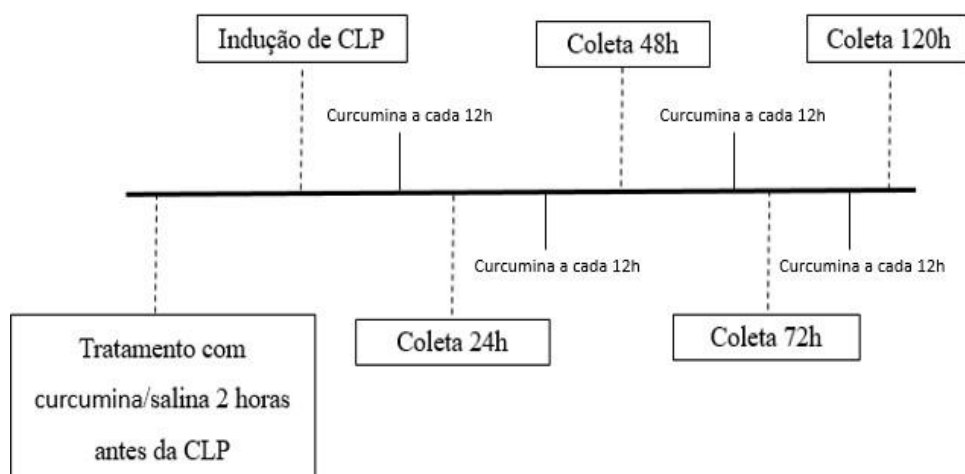 Indução de CLP
Coleta 48h
Coleta 120h
Curcumina a cada 12h
Curcumina a cada 12h
Curcumina a cada 12h
Curcumina a cada 12h
Coleta 24h
Coleta 72h
Tratamento com
curcumina/salina 2 horas
antes da CLP